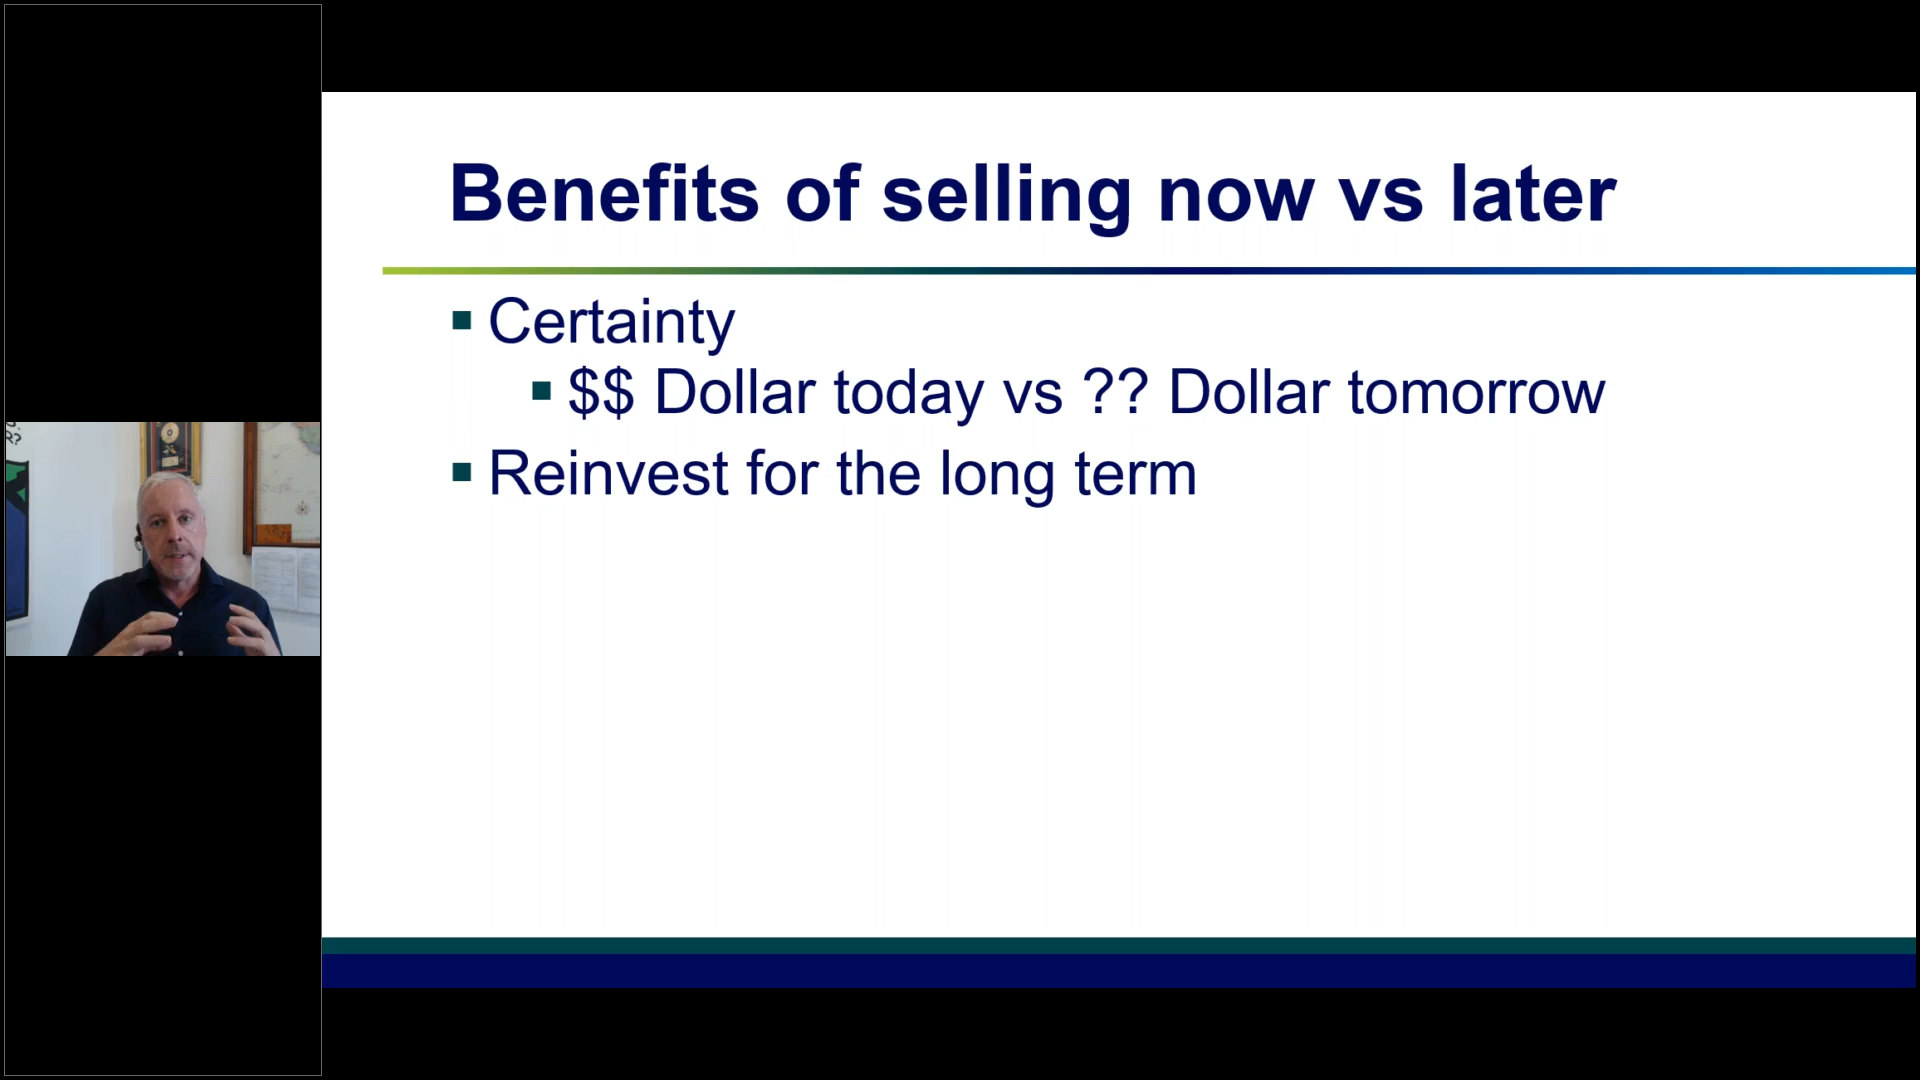 Benefits of selling now vs later
Certainty
$$ Dollar today vs ?? Dollar tomorrow
Reinvest for the long term